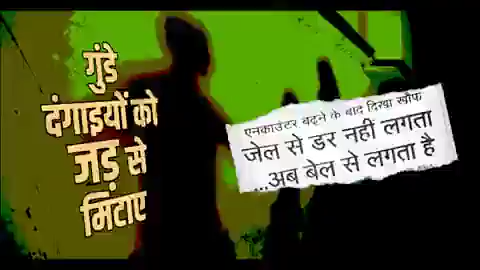 गुंडे
दंगाइयों को
जड़ से
मिटाए
एनकाउंटर बढ़ने के बाद दिखा खौफ
जेल से डर नहीं लगता
...अब बेल से लगता है